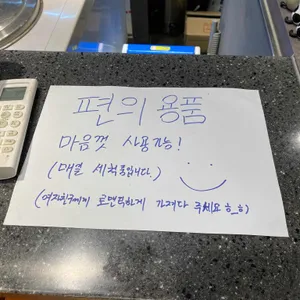 편의 용품
마음껏 사용가능!
(매일 세척합니다.)
(여자친구에게 로맨틱하게 가져다 주세요 ㅎ_ㅎ)